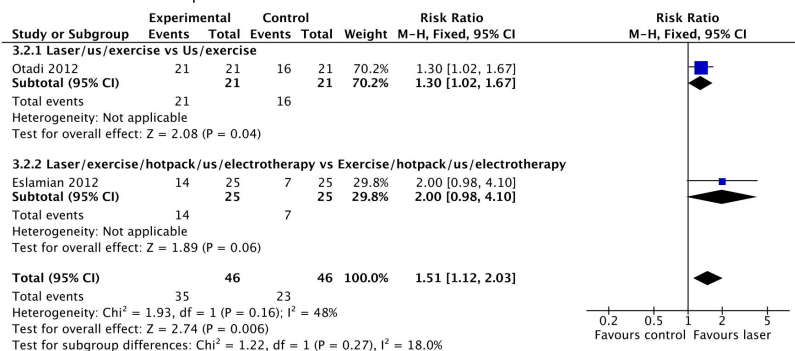 Experimental Control Risk Ratio Risk Ratio
Study or Subgroup Events Total Events Total Weight M-H, Fixed, 95% CI M-H, Fixed, 95% CI
3.2.1 Laser/us/exercise vs Us/exercise
Otadi 2012 21 21 16 21 70.2% 1.30 [1.02, 1.67]
Subtotal (95% CI) 21 21 70.2% 1.30 [1.02, 1.67]
Total events 21 16
Heterogeneity: Not applicable
Test for overall effect: Z = 2.08 (P = 0.04)
3.2.2 Laser/exercise/hotpack/us/electrotherapy vs Exercise/hotpack/us/electrotherapy
Eslamian 2012 14 25 7 25 29.8% 2.00 [0.98, 4.10]
Subtotal (95% CI) 25 25 29.8% 2.00 [0.98, 4.10]
Total events 14 7
Heterogeneity: Not applicable
Test for overall effect: Z = 1.89 (P = 0.06)
Total (95% CI) 46 46 100.0% 1.51 [1.12, 2.03]
Total events 35 23
Heterogeneity: Chi² = 1.93, df = 1 (P = 0.16); I² = 48%
Test for overall effect: Z = 2.74 (P = 0.006)
Test for subgroup differences: Chi² = 1.22, df = 1 (P = 0.27), I² = 18.0%
0.2 0.5 1 2 5
Favours control Favours laser